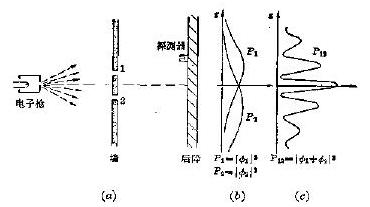 x
x
探测器
1
2
P₁
P₂
P₁₂
电子枪
墙
后障
P₁=|ϕ₁|²
P₂=|ϕ₂|²
P₁₂=|ϕ₁+ϕ₂|²
(a)
(b)
(c)